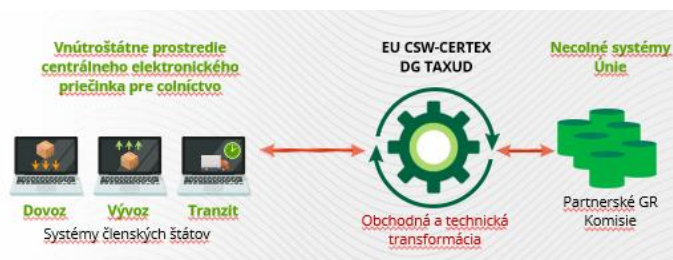 Vnútroštátne prostredie
centrálneho elektronického
priečinka pre colníctvo
EU CSW-CERTEX
DG TAXUD
Necolné systémy
Únie
Dovoz
Vývoz
Tranzit
Systémy členských štátov
Obchodná a technická
transformácia
Partnerské GR
Komisie